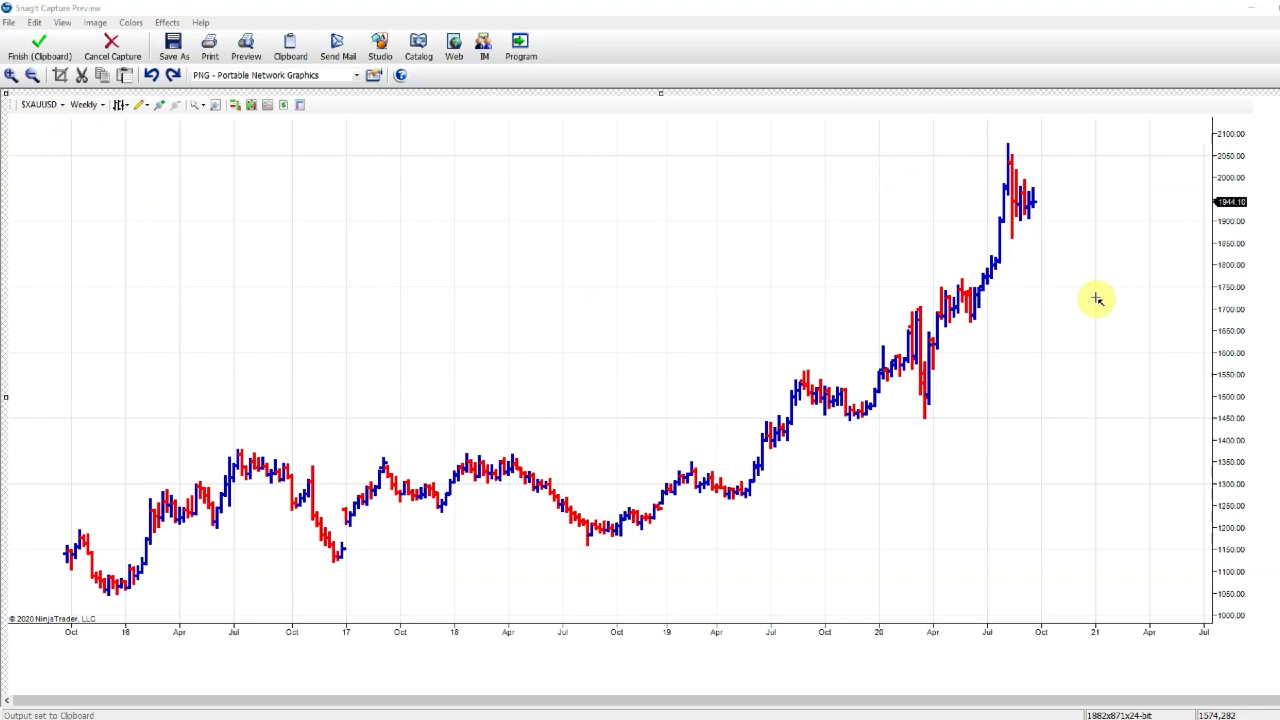 SnagIt Capture Preview
File Edit View Image Colors Effects Help
Finish (Clipboard) Cancel Capture Save As Print Preview Clipboard Send Mail Studio Catalog Web IM Program
PNG - Portable Network Graphics
$XAUUSD Weekly
2100.00
2050.00
2000.00
1944.10
1900.00
1850.00
1800.00
1750.00
1700.00
1650.00
1600.00
1550.00
1500.00
1450.00
1400.00
1350.00
1300.00
1250.00
1200.00
1150.00
1100.00
1050.00
1000.00
© 2020 NinjaTrader, LLC
Oct 16 Apr Jul Oct 17 Oct 18 Apr Jul Oct 19 Apr Jul Oct 20 Apr Jul Oct 21 Apr Jul
Output set to Clipboard 1882x871x24-bit 1574,282